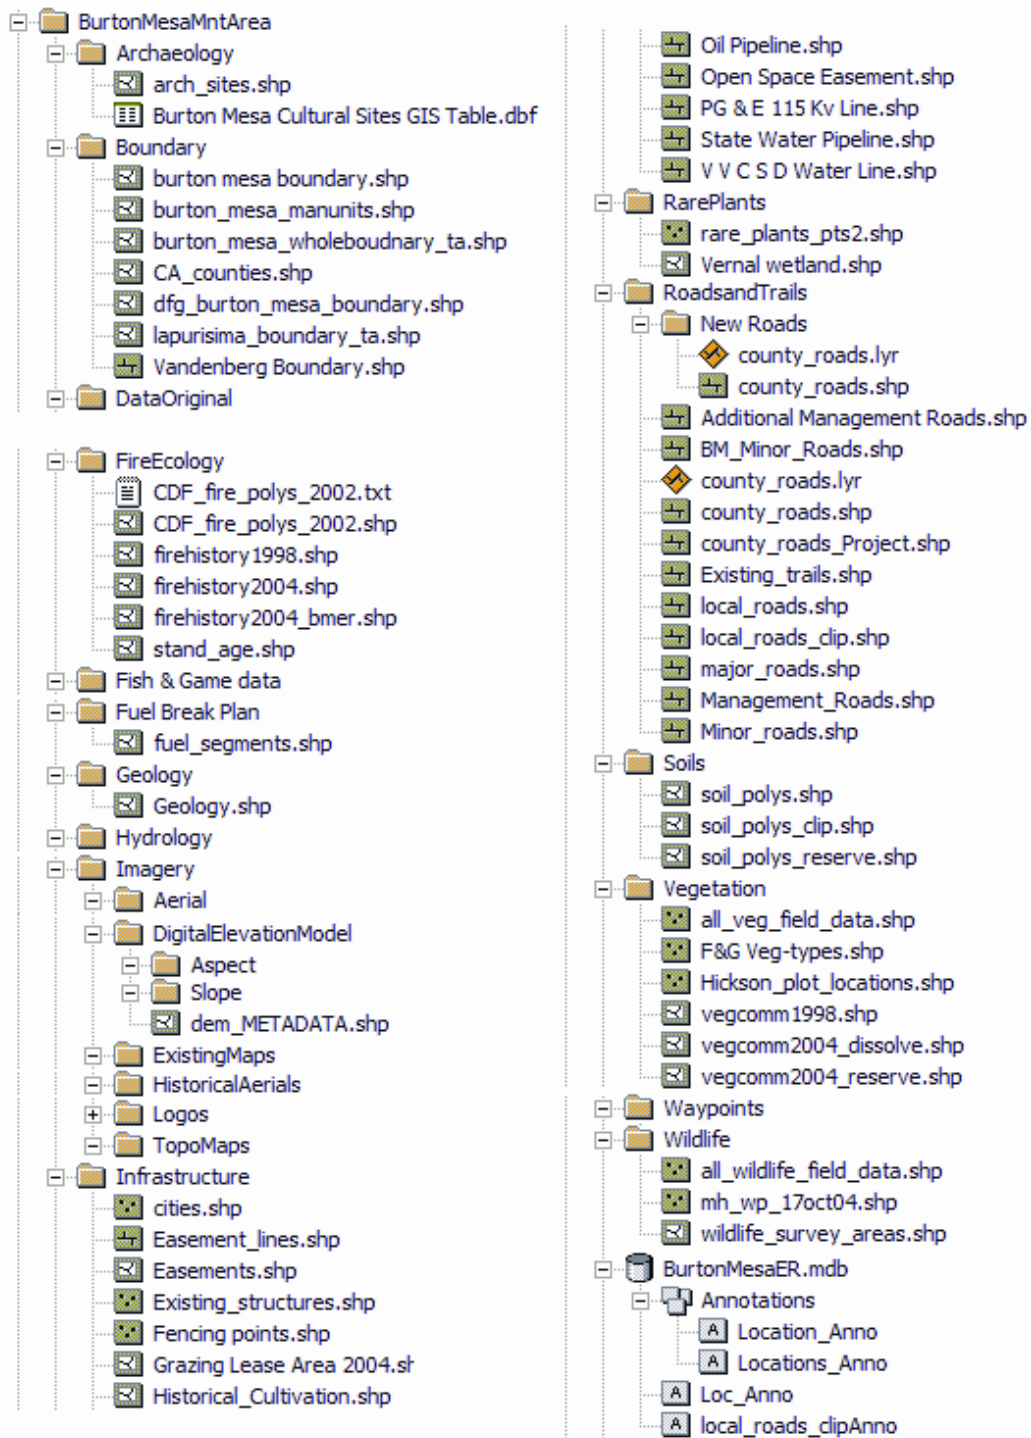 BurtonMesaMntArea
Archaeology
arch_sites.shp
Burton Mesa Cultural Sites GIS Table.dbf
Boundary
burton mesa boundary.shp
burton_mesa_manunits.shp
burton_mesa_wholeboudnary_ta.shp
CA_counties.shp
dfg_burton_mesa_boundary.shp
lapurisima_boundary_ta.shp
Vandenberg Boundary.shp
DataOriginal
FireEcology
CDF_fire_polys_2002.txt
CDF_fire_polys_2002.shp
firehistory1998.shp
firehistory2004.shp
firehistory2004_bmer.shp
stand_age.shp
Fish & Game data
Fuel Break Plan
fuel_segments.shp
Geology
Geology.shp
Hydrology
Imagery
Aerial
DigitalElevationModel
Aspect
Slope
dem_METADATA.shp
ExistingMaps
HistoricalAerials
Logos
TopoMaps
Infrastructure
cities.shp
Easement_lines.shp
Easements.shp
Existing_structures.shp
Fencing points.shp
Grazing Lease Area 2004.sh
Historical_Cultivation.shp
Oil Pipeline.shp
Open Space Easement.shp
PG & E 115 Kv Line.shp
State Water Pipeline.shp
V V C S D Water Line.shp
RarePlants
rare_plants_pts2.shp
Vernal wetland.shp
RoadsandTrails
New Roads
county_roads.lyr
county_roads.shp
Additional Management Roads.shp
BM_Minor_Roads.shp
county_roads.lyr
county_roads.shp
county_roads_Project.shp
Existing_trails.shp
local_roads.shp
local_roads_clip.shp
major_roads.shp
Management_Roads.shp
Minor_roads.shp
Soils
soil_polys.shp
soil_polys_clip.shp
soil_polys_reserve.shp
Vegetation
all_veg_field_data.shp
F&G Veg-types.shp
Hickson_plot_locations.shp
vegcomm1998.shp
vegcomm2004_dissolve.shp
vegcomm2004_reserve.shp
Waypoints
Wildlife
all_wildlife_field_data.shp
mh_wp_17oct04.shp
wildlife_survey_areas.shp
BurtonMesaER.mdb
Annotations
Location_Anno
Locations_Anno
Loc_Anno
local_roads_clipAnno